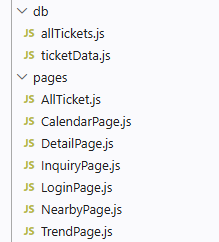 db
JS allTickets.js
JS ticketData.js
pages
JS AllTicket.js
JS CalendarPage.js
JS DetailPage.js
JS InquiryPage.js
JS LoginPage.js
JS NearbyPage.js
JS TrendPage.js